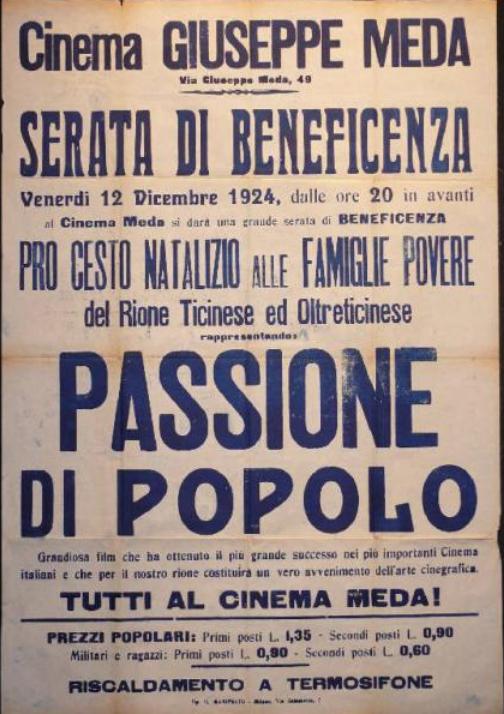 Cinema GIUSEPPE MEDA
Via Giuseppe Meda, 49
SERATA DI BENEFICENZA
Venerdì 12 Dicembre 1924, dalle ore 20 in avanti
al Cinema Meda si darà una grande serata di BENEFICENZA
PRO CESTO NATALIZIO ALLE FAMIGLIE POVERE
del Rione Ticinese ed Oltreticinese
rappresentando:
PASSIONE
DI POPOLO
Grandiosa film che ha ottenuto il più grande successo nei più importanti Cinema
italiani e che per il nostro rione costituirà un vero avvenimento dell'arte cinegrafica.
TUTTI AL CINEMA MEDA!
PREZZI POPOLARI: Primi posti L. 1,35 - Secondi posti L. 0,90
Militari e ragazzi: Primi posti L. 0,90 - Secondi posti L. 0,60
RISCALDAMENTO A TERMOSIFONE
Milano, Via